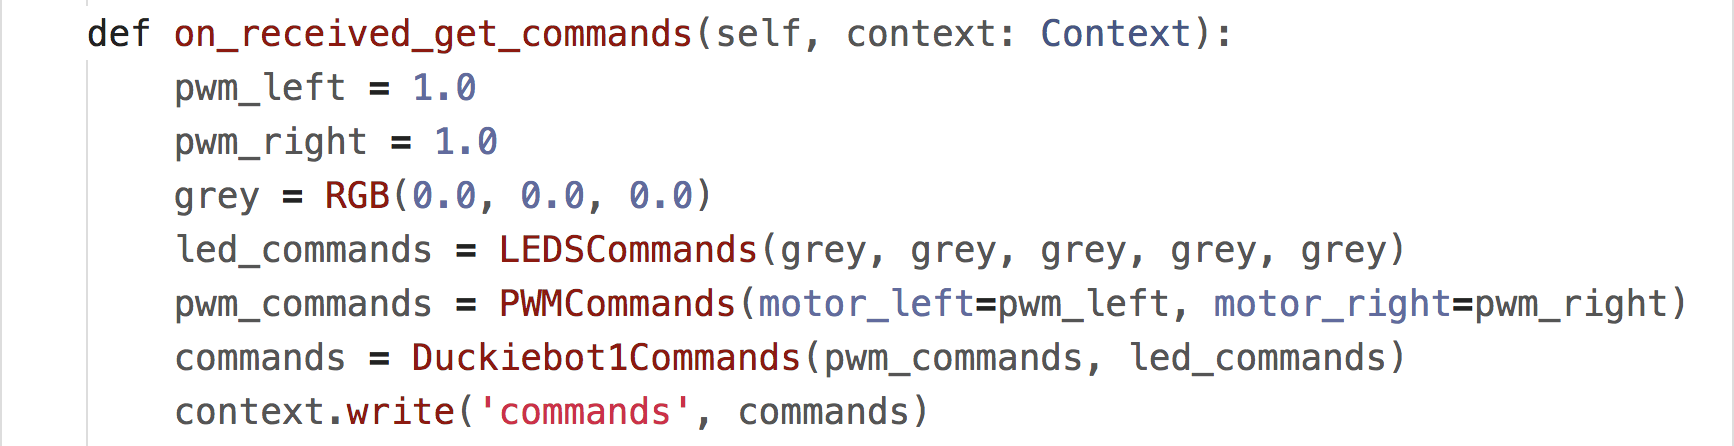 def on_received_get_commands(self, context: Context):
    pwm_left = 1.0
    pwm_right = 1.0
    grey = RGB(0.0, 0.0, 0.0)
    led_commands = LEDSCommands(grey, grey, grey, grey, grey)
    pwm_commands = PWMCommands(motor_left=pwm_left, motor_right=pwm_right)
    commands = Duckiebot1Commands(pwm_commands, led_commands)
    context.write('commands', commands)